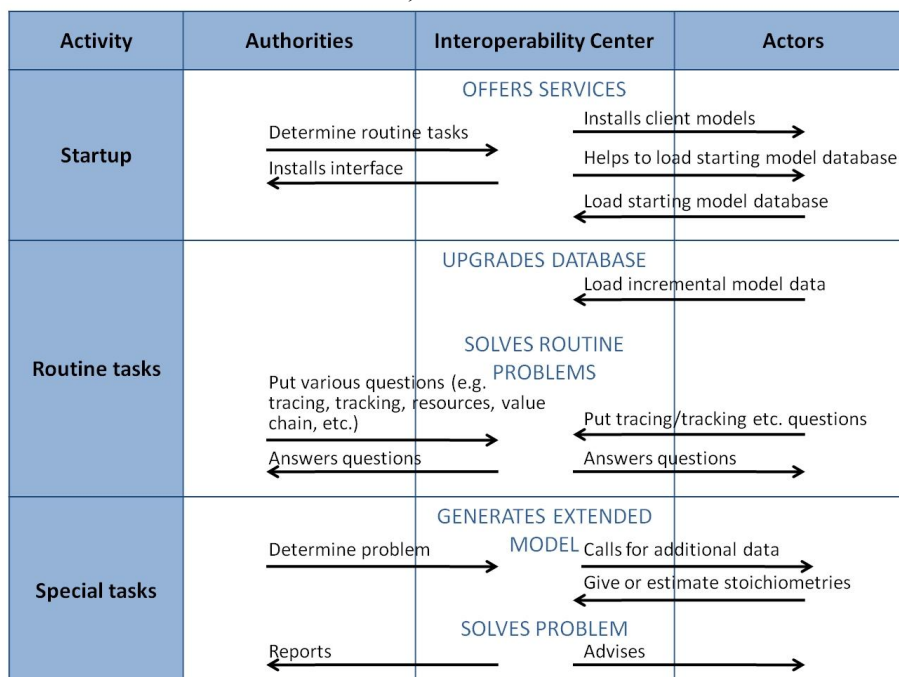 Activity
Authorities
Interoperability Center
Actors
Startup
OFFERS SERVICES
Determine routine tasks
Installs interface
Installs client models
Helps to load starting model database
Load starting model database
Routine tasks
UPGRADES DATABASE
Load incremental model data
SOLVES ROUTINE
PROBLEMS
Put various questions (e.g.
tracing, tracking, resources, value
chain, etc.)
Answers questions
Put tracing/tracking etc. questions
Answers questions
Special tasks
GENERATES EXTENDED
MODEL
Determine problem
Calls for additional data
Give or estimate stoichiometries
SOLVES PROBLEM
Reports
Advises